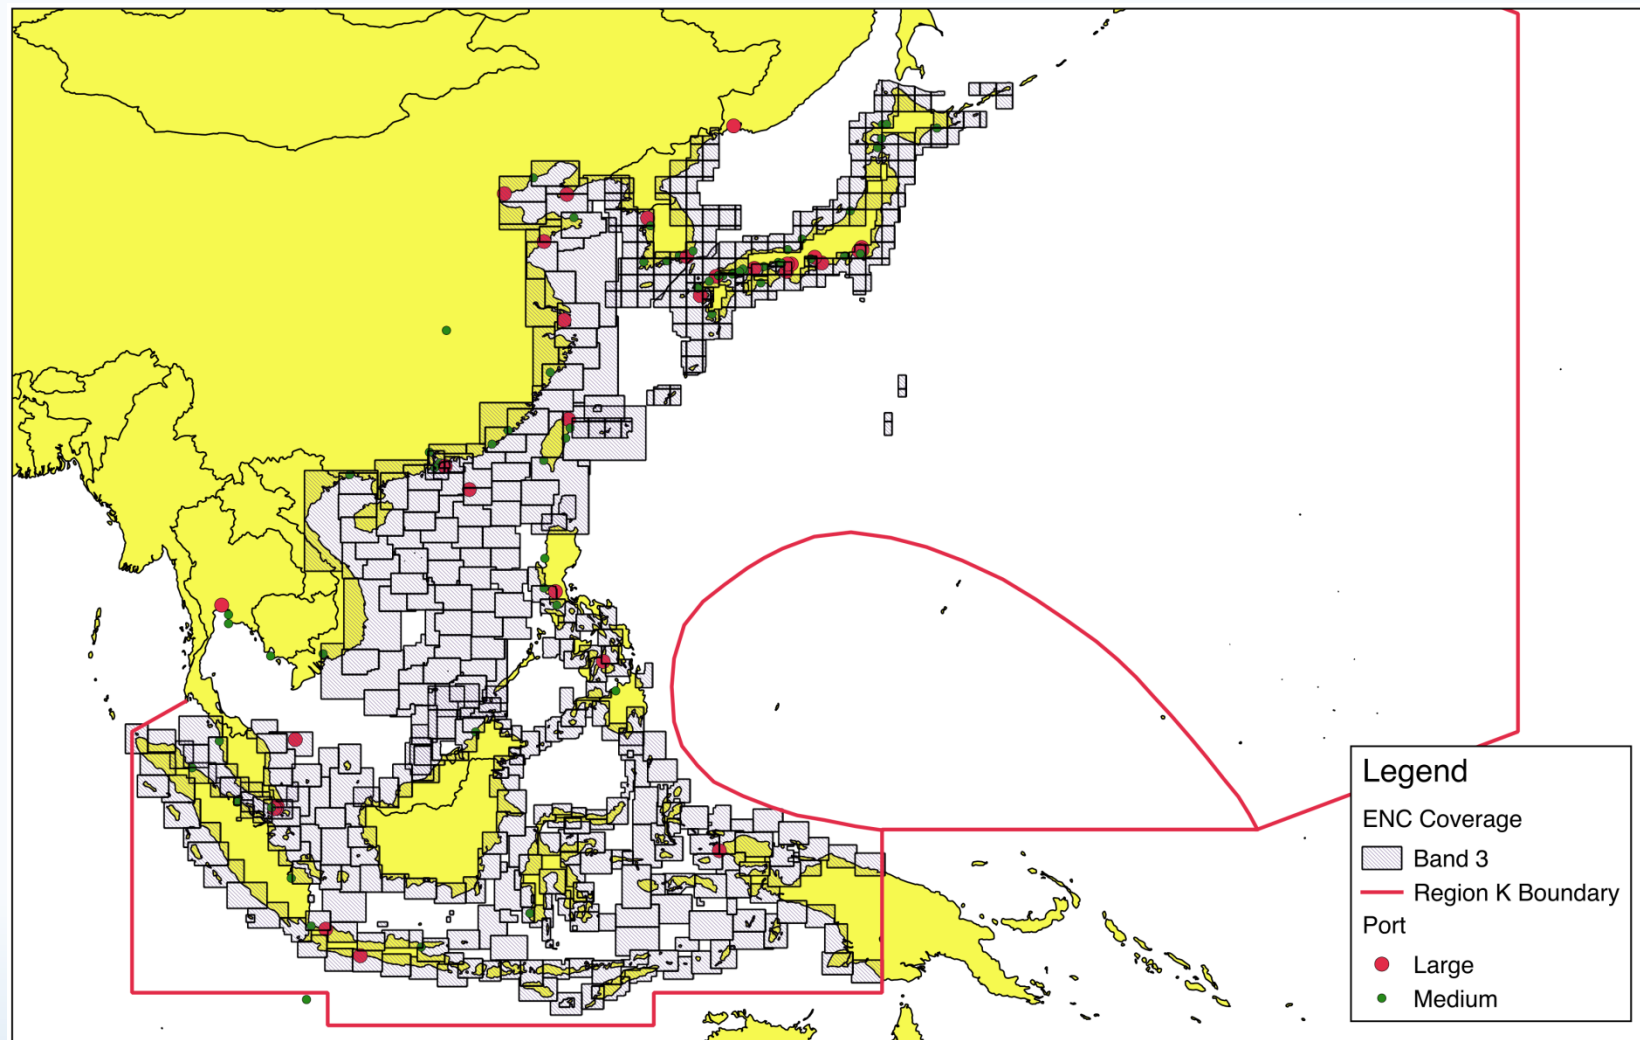 Legend
ENC Coverage
Band 3
Region K Boundary
Port
Large
Medium